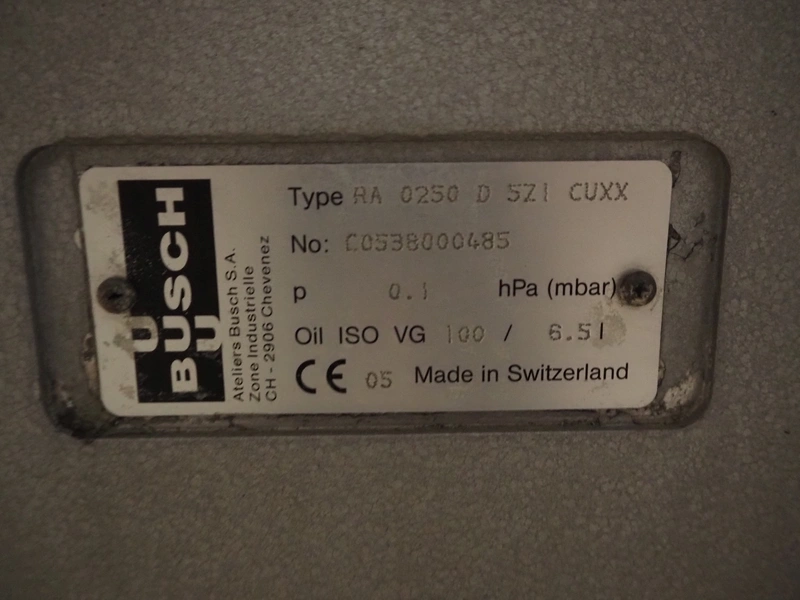 U
BUSCH
U
Ateliers Busch S.A.
Zone Industrielle
CH - 2906 Chevenez
Type RA 0250 D 5Z1 CUXX
No: C0538000485
p 0.1 hPa (mbar)
Oil ISO VG 100 / 6.5 l
CE 05 Made in Switzerland